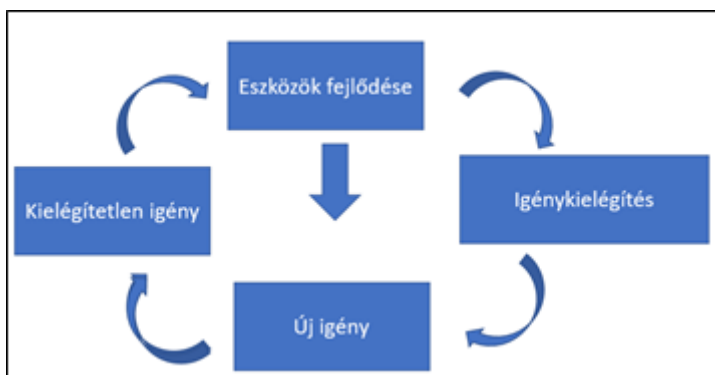 Eszközök fejlődése
Kielégítetlen igény
Igénykielégítés
Új igény